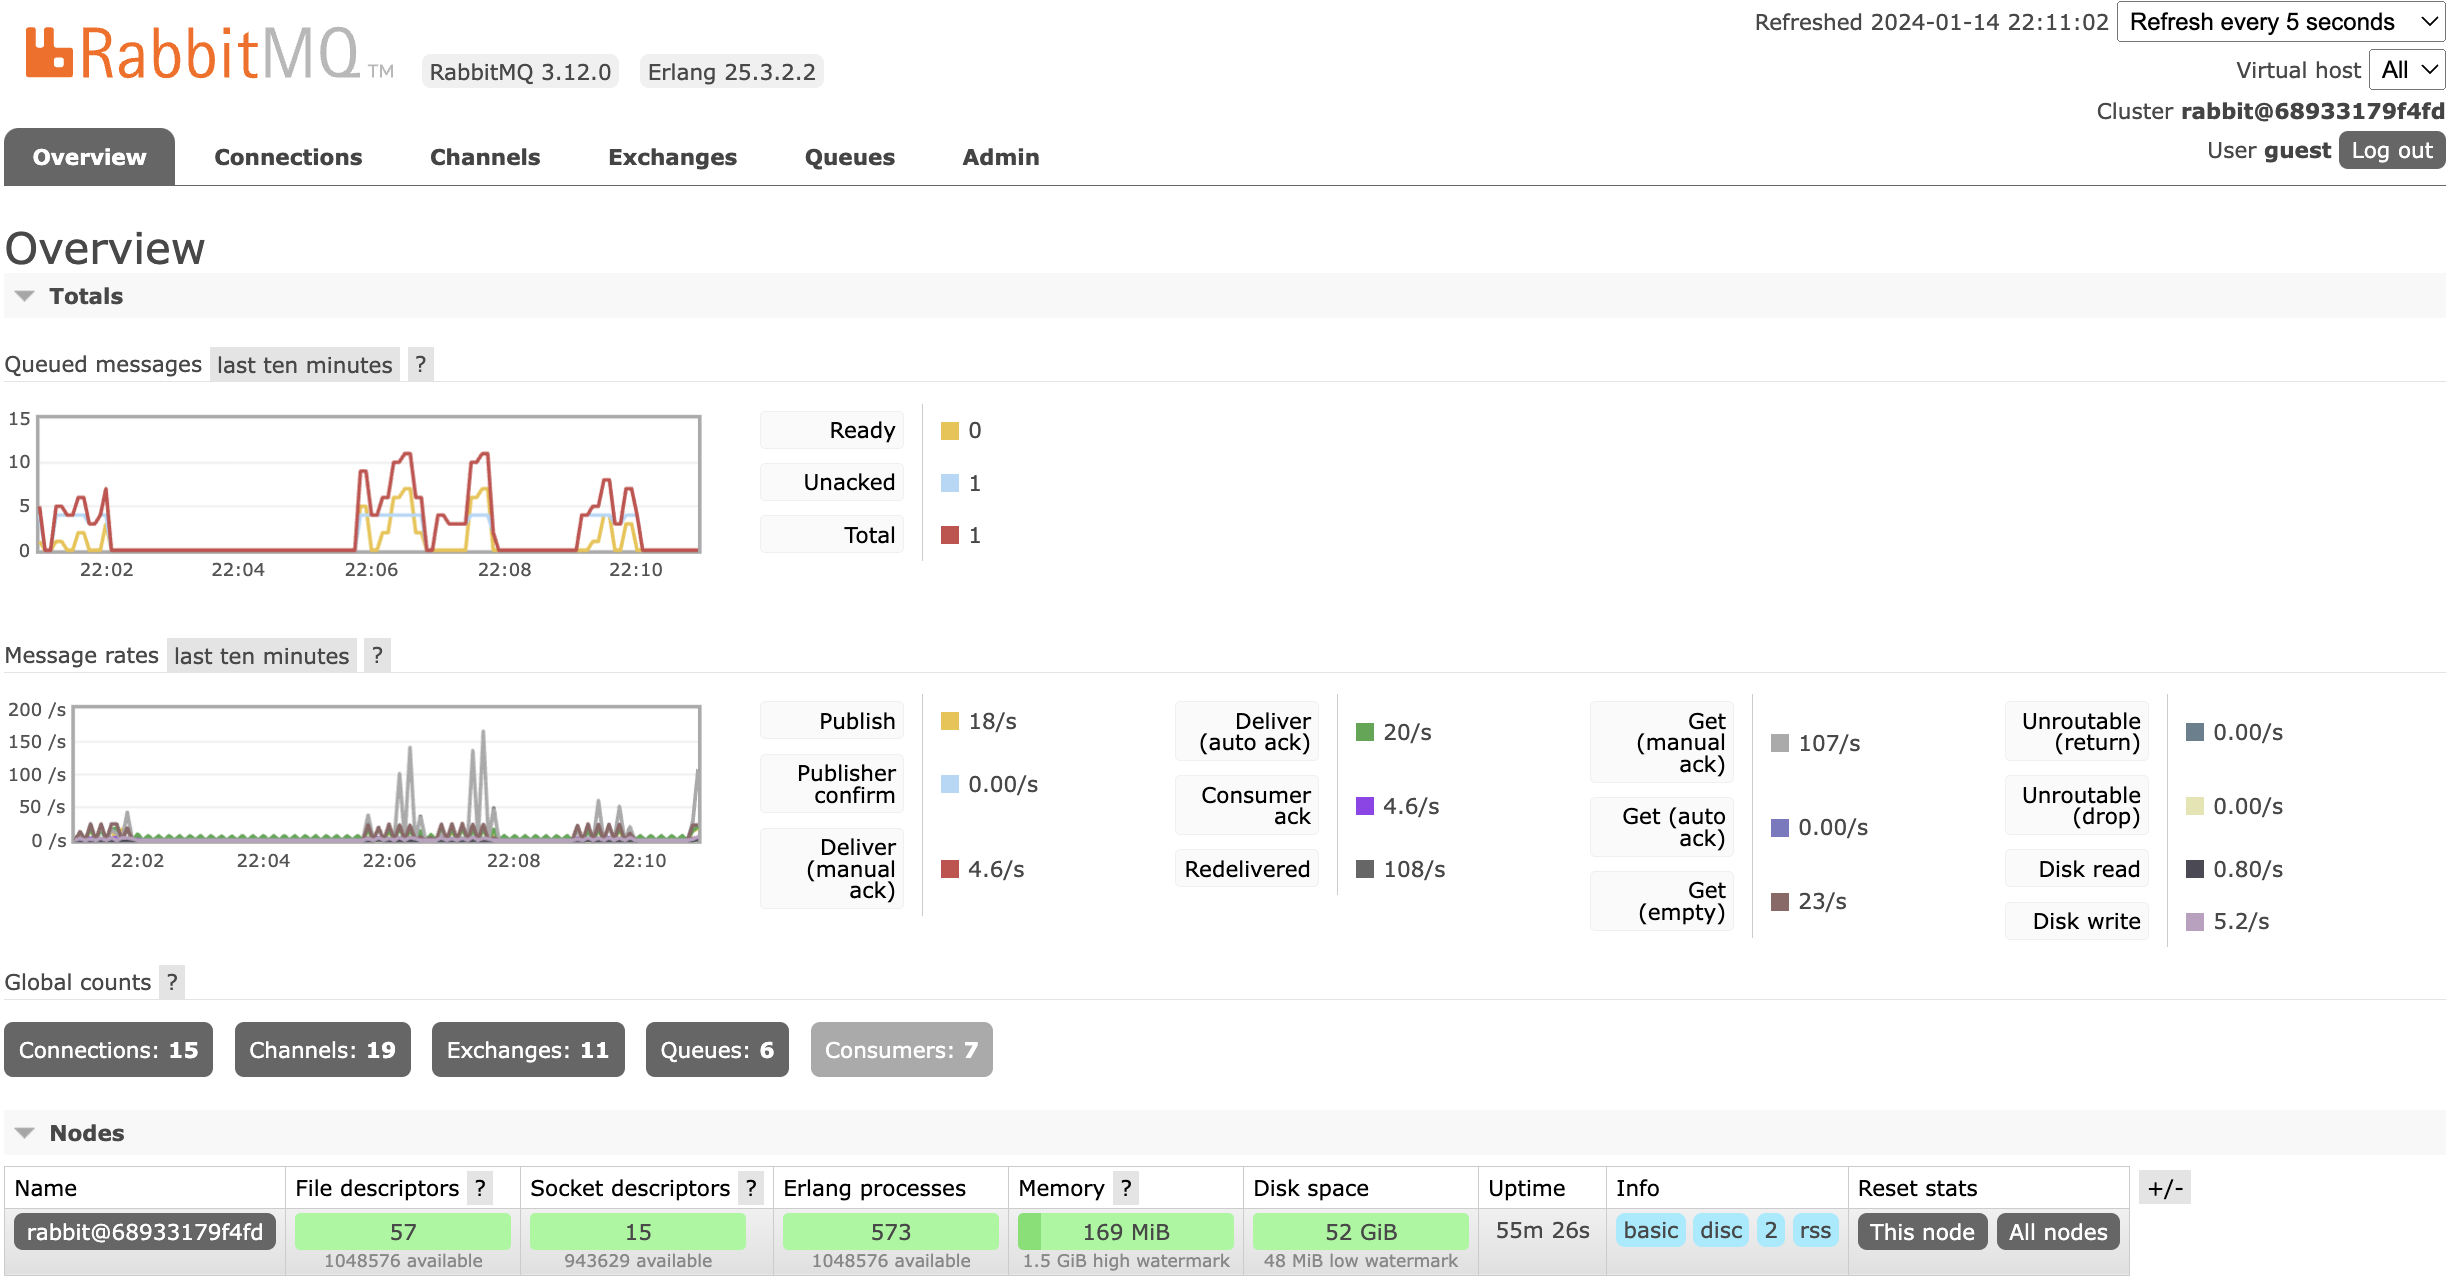 RabbitMQ TM
RabbitMQ 3.12.0 Erlang 25.3.2.2
Refreshed 2024-01-14 22:11:02 Refresh every 5 seconds
Virtual host All
Cluster rabbit@68933179f4fd
User guest Log out
Overview Connections Channels Exchanges Queues Admin
Overview
Totals
Queued messages last ten minutes ?
15
10
5
0
22:02 22:04 22:06 22:08 22:10
Ready 0
Unacked 1
Total 1
Message rates last ten minutes ?
200 /s
150 /s
100 /s
50 /s
0 /s
22:02 22:04 22:06 22:08 22:10
Publish 18/s
Publisher
confirm 0.00/s
Deliver
(manual
ack) 4.6/s
Deliver
(auto ack) 20/s
Consumer
ack 4.6/s
Redelivered 108/s
Get
(manual
ack) 107/s
Get (auto
ack) 0.00/s
Get
(empty) 23/s
Unroutable
(return) 0.00/s
Unroutable
(drop) 0.00/s
Disk read 0.80/s
Disk write 5.2/s
Global counts ?
Connections: 15 Channels: 19 Exchanges: 11 Queues: 6 Consumers: 7
Nodes
Name File descriptors ? Socket descriptors ? Erlang processes Memory ? Disk space Uptime Info Reset stats +/-
rabbit@68933179f4fd 57 15 573 169 MiB 52 GiB 55m 26s basic disc 2 rss This node All nodes
1048576 available 943629 available 1048576 available 1.5 GiB high watermark 48 MiB low watermark